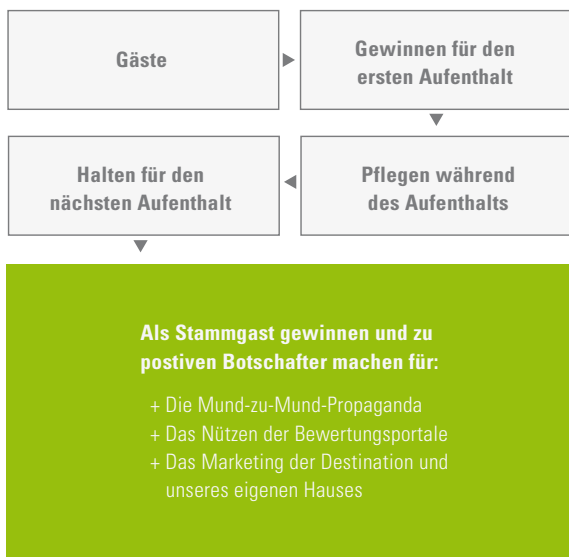 Gäste
Gewinnen für den
ersten Aufenthalt
Pflegen während
des Aufenthalts
Halten für den
nächsten Aufenthalt
Als Stammgast gewinnen und zu
postiven Botschafter machen für:
+ Die Mund-zu-Mund-Propaganda
+ Das Nützen der Bewertungsportale
+ Das Marketing der Destination und
unseres eigenen Hauses